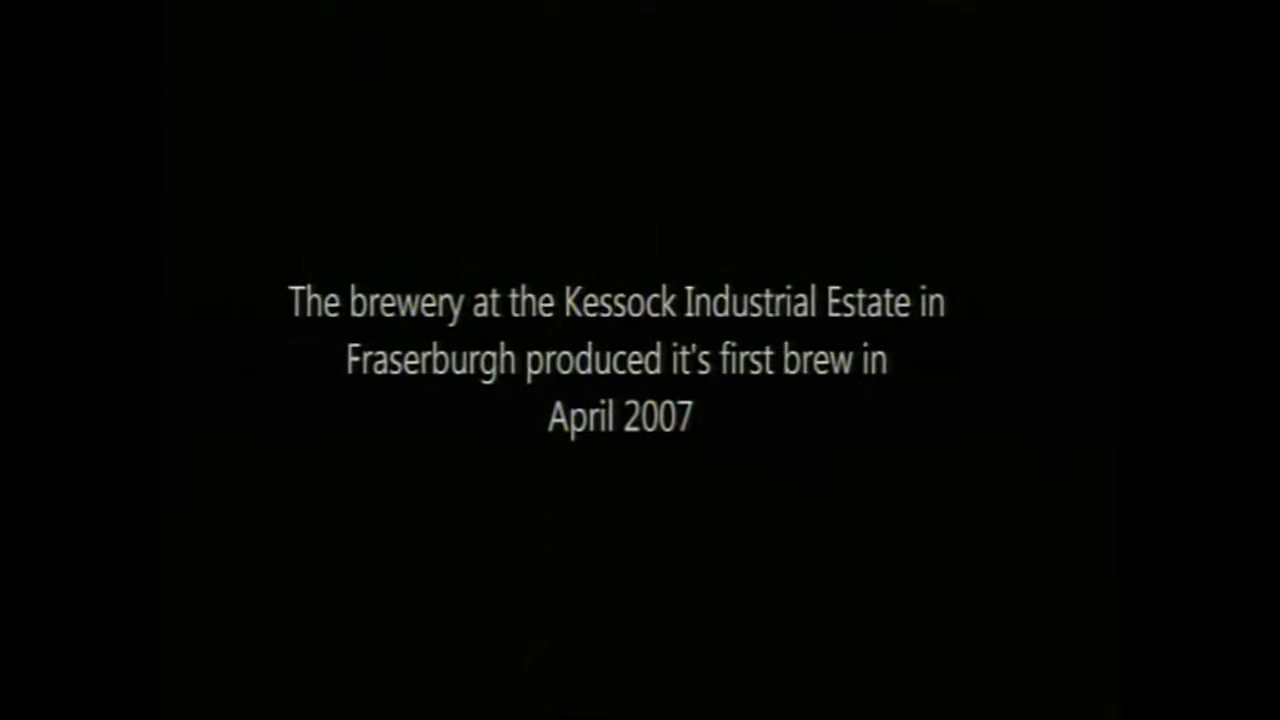 The brewery at the Kessock Industrial Estate in
Fraserburgh produced it's first brew in
April 2007